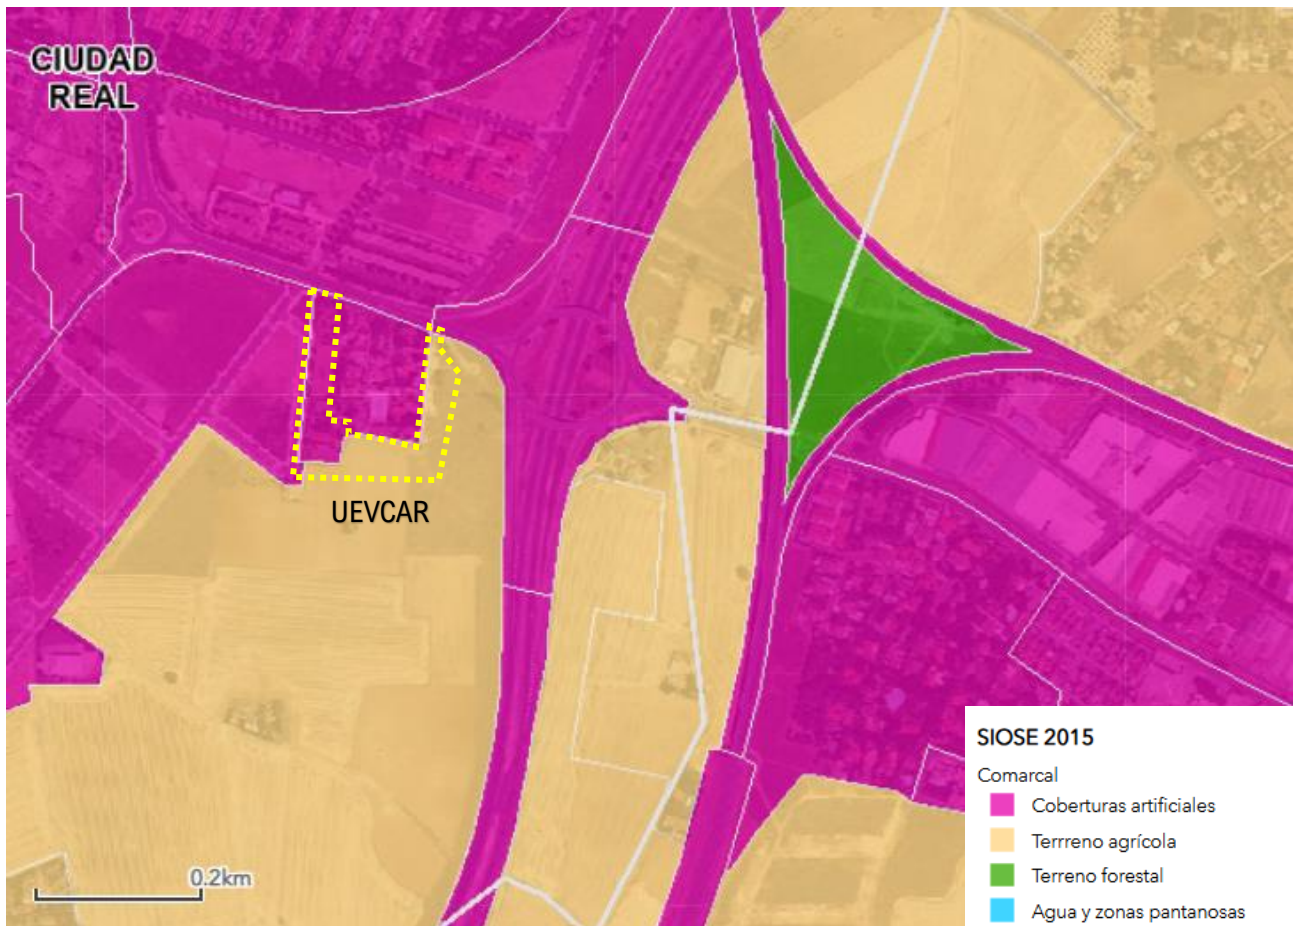 CIUDAD
REAL
UEVCAR
0.2km
SIOSE 2015
Comarcal
Coberturas artificiales
Terrreno agrícola
Terreno forestal
Agua y zonas pantanosas